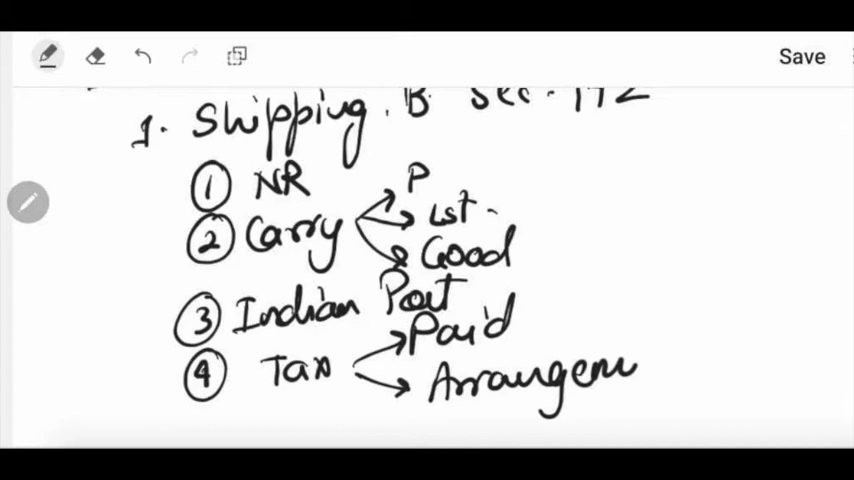 Save
1. Shipping. B Sec. 172
① NR
② Carry P
Lst.
Good
③ Indian Port
④ Tax Paid
Arrangem